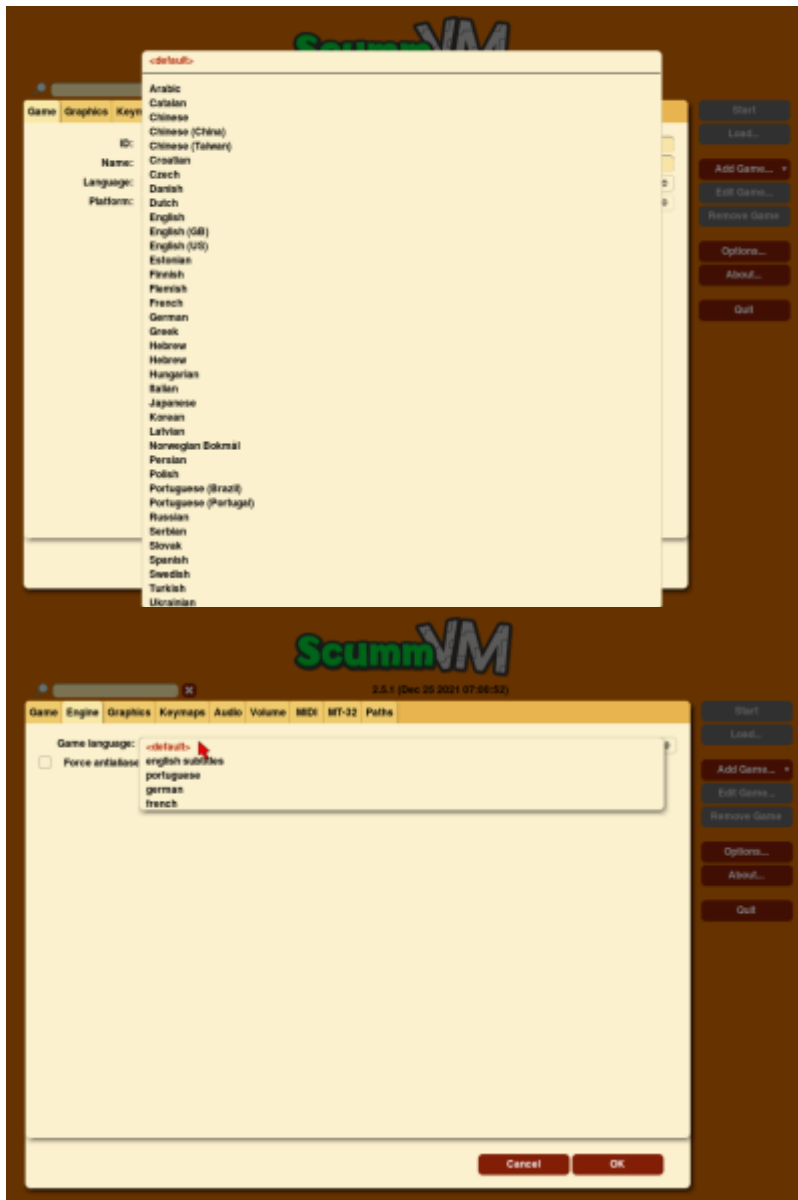 ScummVM
<default>
Arabic
Catalan
Chinese
Chinese (China)
Chinese (Taiwan)
Croatian
Czech
Danish
Dutch
English
English (GB)
English (US)
Estonian
Finnish
Flemish
French
German
Greek
Hebrew
Hebrew
Hungarian
Italian
Japanese
Korean
Latvian
Norwegian Bokmål
Persian
Polish
Portuguese (Brazil)
Portuguese (Portugal)
Russian
Serbian
Slovak
Spanish
Swedish
Turkish
Ukrainian
Game Graphics Keym
ID:
Name:
Language:
Platform:
Start
Load...
Add Game...
Edit Game...
Remove Game
Options...
About...
Quit
ScummVM
2.5.1 (Dec 25 2021 07:06:52)
Game Engine Graphics Keymaps Audio Volume MIDI MT-32 Paths
Game language:
<default>
english subtitles
portuguese
german
french
Force antialiase
Start
Load...
Add Game...
Edit Game...
Remove Game
Options...
About...
Quit
Cancel OK